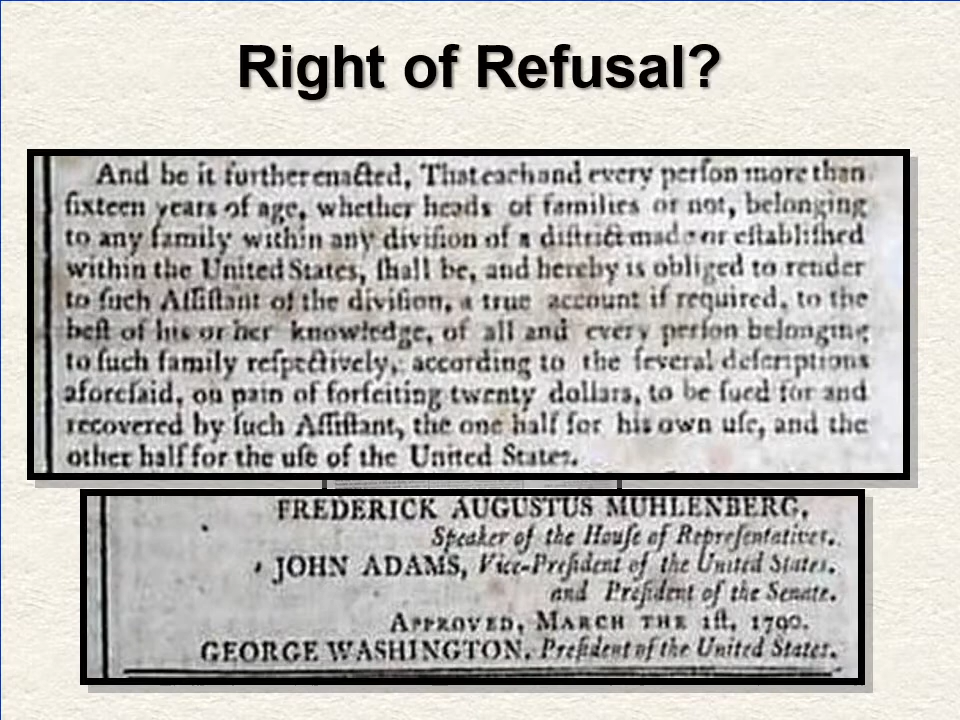 Right of Refusal?
And be it further enacted, That each and every perſon more than
ſixteen years of age, whether heads of families or not, belonging
to any family within any diviſion of a diſtrict made or eſtabliſhed
within the United States, ſhall be, and hereby is obliged to render
to ſuch Aſſiſtant of the diviſion, a true account if required, to the
beſt of his or her knowledge, of all and every perſon belonging
to ſuch family reſpectively, according to the ſeveral deſcriptions
aforeſaid, on pain of forfeiting twenty dollars, to be ſued for and
recovered by ſuch Aſſiſtant, the one half for his own uſe, and the
other half for the uſe of the United States.
FREDERICK AUGUSTUS MUHLENBERG,
Speaker of the Houſe of Repreſentatives.
JOHN ADAMS, Vice-Preſident of the United States,
and Preſident of the Senate.
APPROVED, MARCH THE 1ſt, 1790.
GEORGE WASHINGTON, Preſident of the United States.